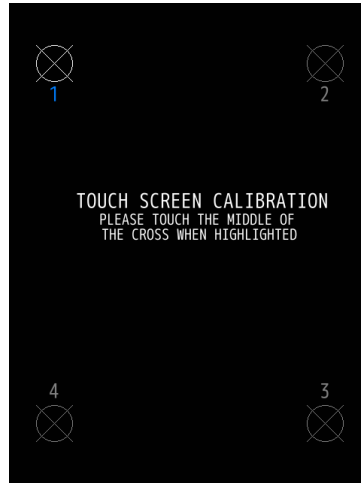 1
2
TOUCH SCREEN CALIBRATION
PLEASE TOUCH THE MIDDLE OF
THE CROSS WHEN HIGHLIGHTED
4
3